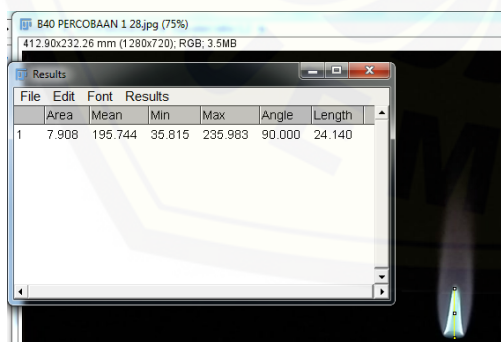 B40 PERCOBAAN 1 28.jpg (75%)
412.90x232.26 mm (1280x720); RGB; 3.5MB
Results
File Edit Font Results
Area Mean Min Max Angle Length
1 7.908 195.744 35.815 235.983 90.000 24.140